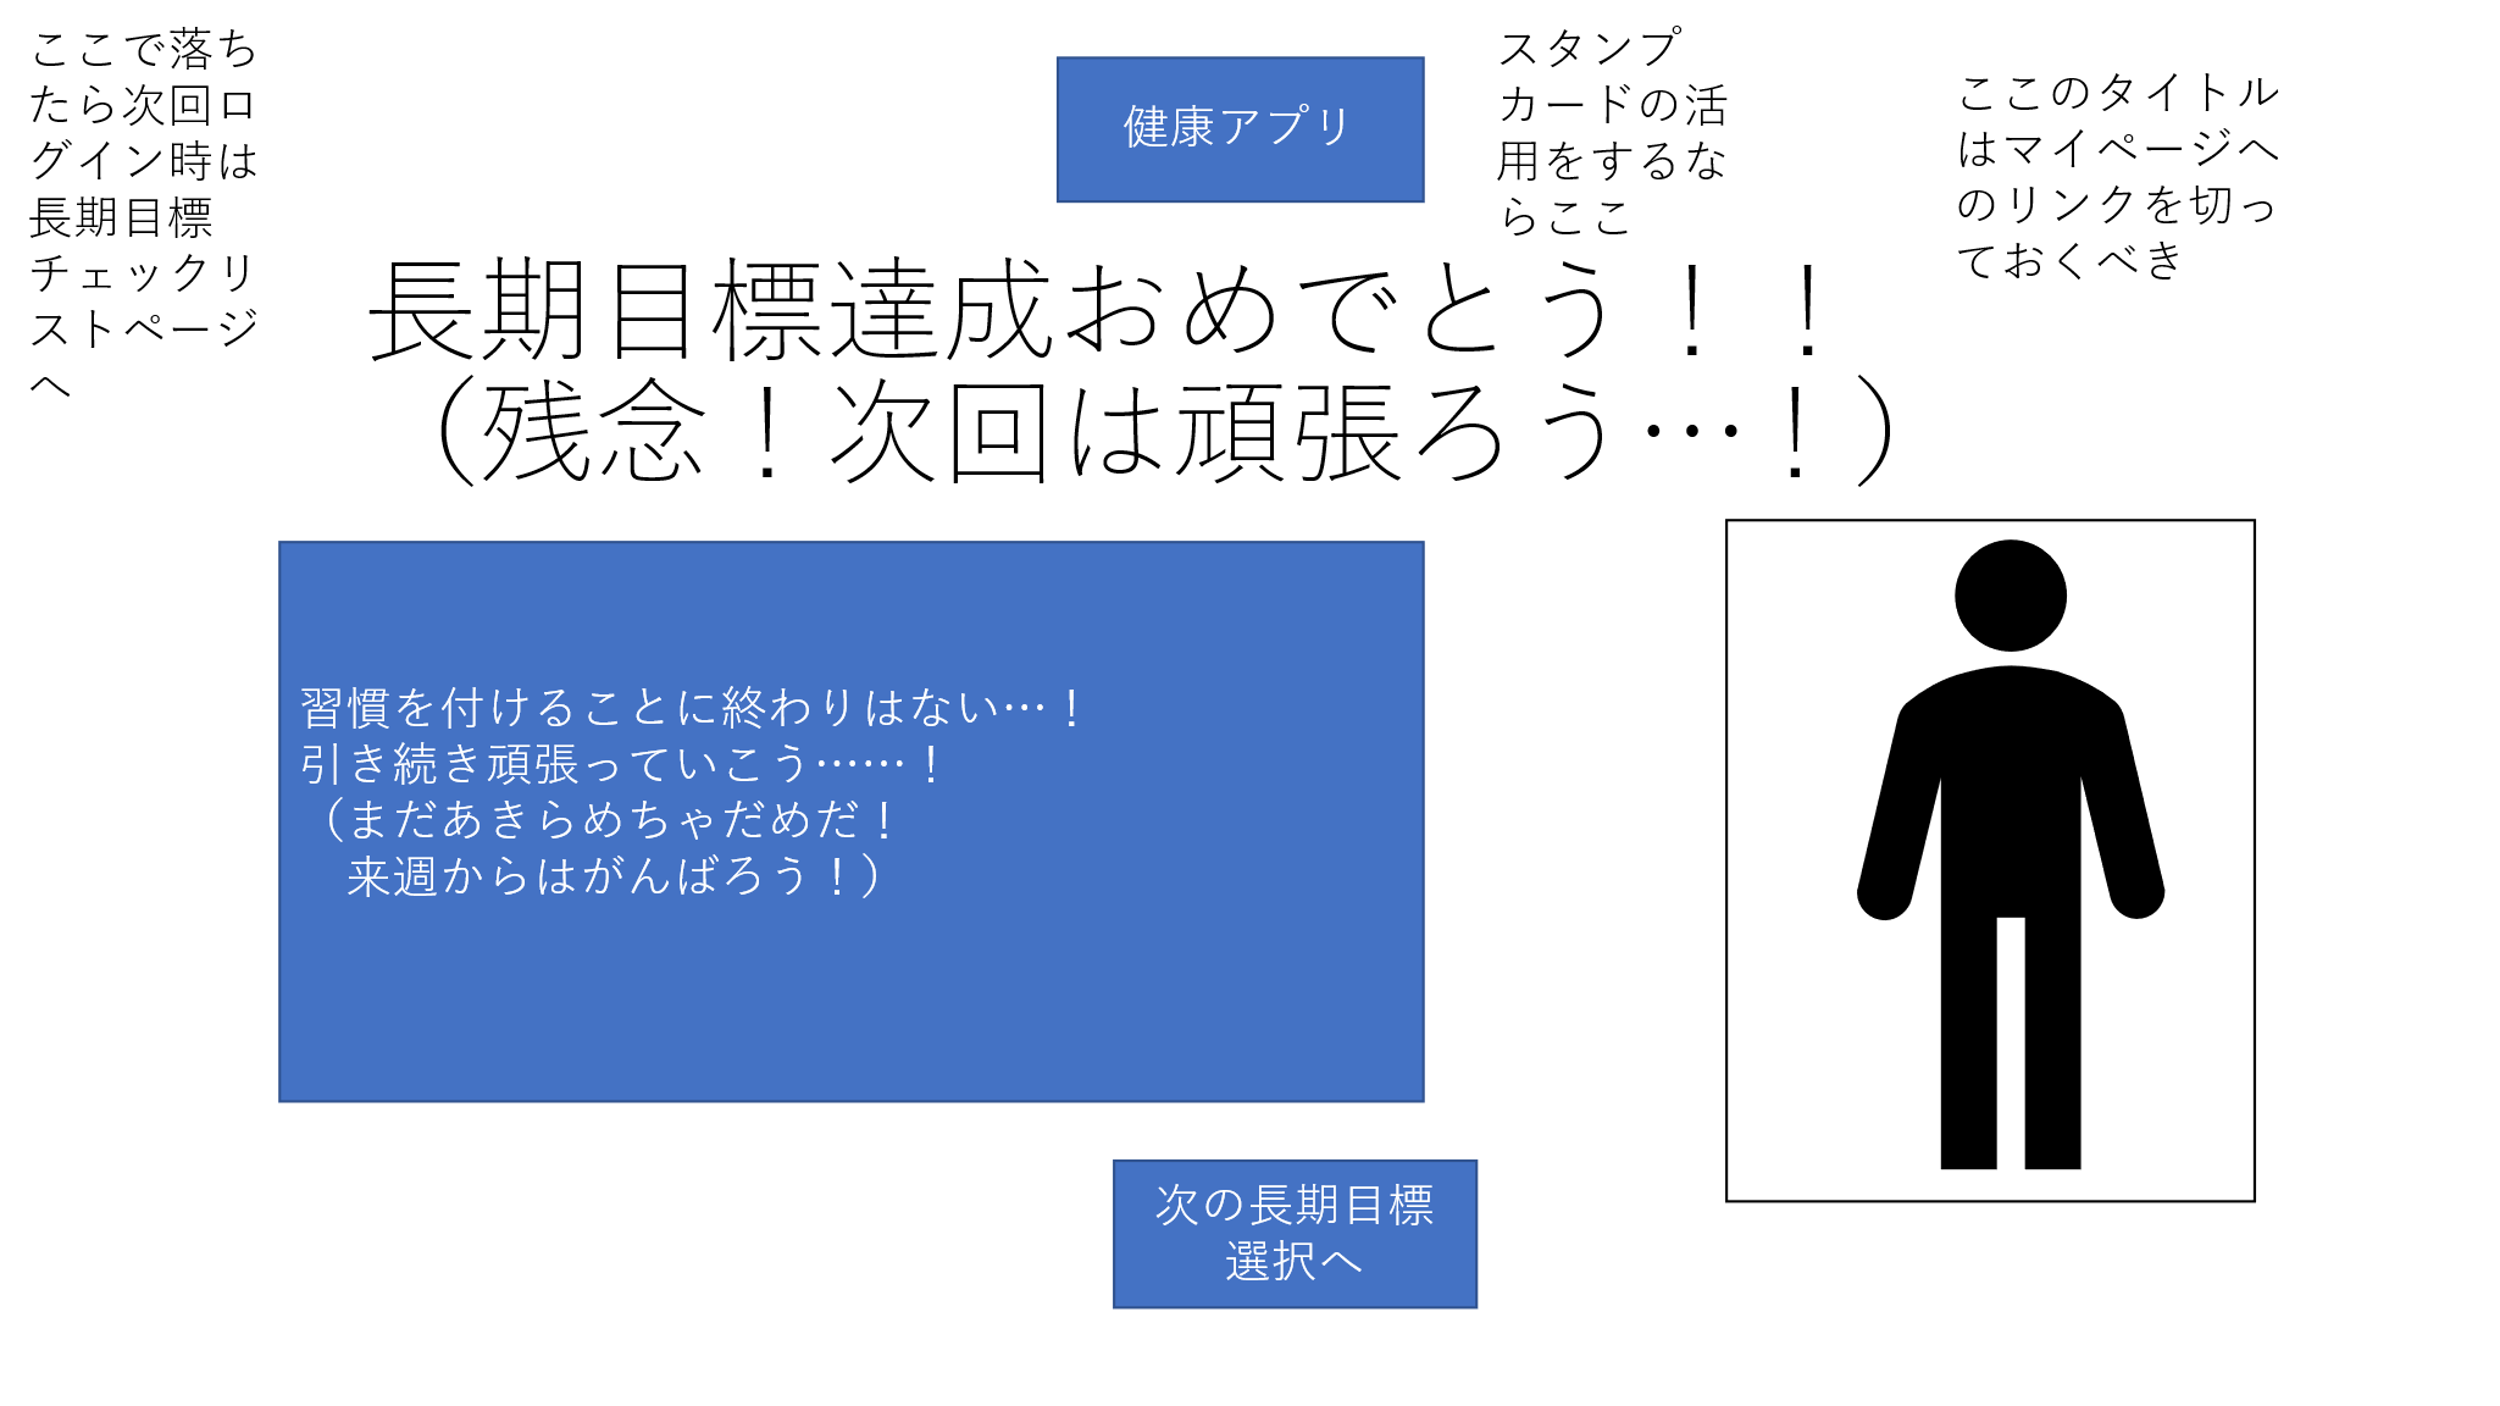 ここで落ち
たら次回ロ
グイン時は
長期目標
チェックリ
ストページ
へ
健康アプリ
スタンプ
カードの活
用をするな
らここ
ここのタイトル
はマイページへ
のリンクを切っ
ておくべき
長期目標達成おめでとう！！
（残念！次回は頑張ろう…！）
習慣を付けることに終わりはない…！
引き続き頑張っていこう……！
（まだあきらめちゃだめだ！
　来週からはがんばろう！）
次の長期目標
選択へ